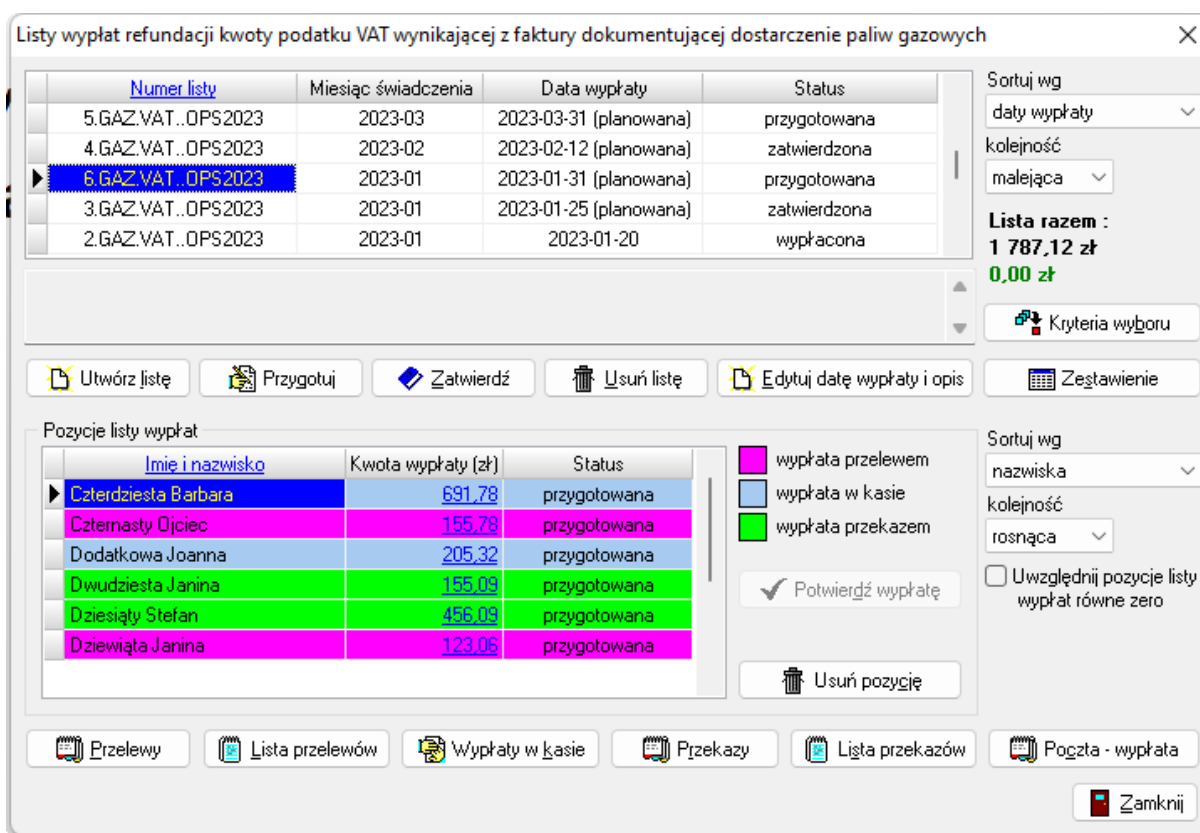 Listy wypłat refundacji kwoty podatku VAT wynikającej z faktury dokumentującej dostarczenie paliw gazowych
Numer listy Miesiąc świadczenia Data wypłaty Status
5.GAZ.VAT..OPS2023 2023-03 2023-03-31 (planowana) przygotowana
4.GAZ.VAT..OPS2023 2023-02 2023-02-12 (planowana) zatwierdzona
6.GAZ.VAT..OPS2023 2023-01 2023-01-31 (planowana) przygotowana
3.GAZ.VAT..OPS2023 2023-01 2023-01-25 (planowana) zatwierdzona
2.GAZ.VAT..OPS2023 2023-01 2023-01-20 wypłacona
Sortuj wg
daty wypłaty
kolejność
malejąca
Lista razem :
1 787,12 zł
0,00 zł
Kryteria wyboru
Utwórz listę Przygotuj Zatwierdź Usuń listę Edytuj datę wypłaty i opis Zestawienie
Pozycje listy wypłat
Imię i nazwisko Kwota wypłaty (zł) Status
Czterdziesta Barbara 691,78 przygotowana
Czternasty Ojciec 155,78 przygotowana
Dodatkowa Joanna 205,32 przygotowana
Dwudziesta Janina 155,09 przygotowana
Dziesiąty Stefan 456,09 przygotowana
Dziewiąta Janina 123,06 przygotowana
wypłata przelewem
wypłata w kasie
wypłata przekazem
Potwierdź wypłatę
Usuń pozycję
Sortuj wg
nazwiska
kolejność
rosnąca
Uwzględnij pozycje listy
wypłat równe zero
Przelewy Lista przelewów Wypłaty w kasie Przekazy Lista przekazów Poczta - wypłata
Zamknij